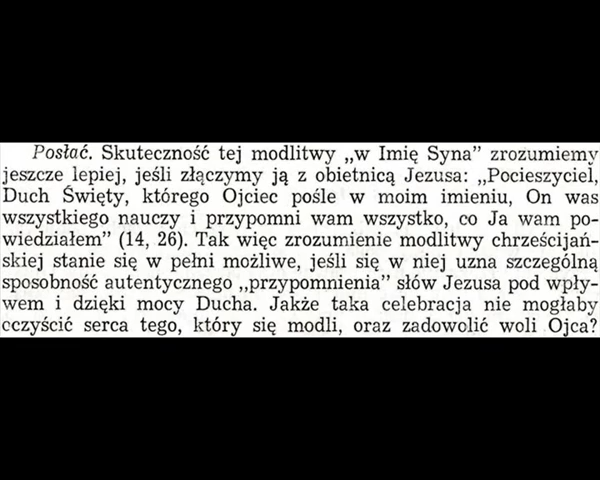 Posłać. Skuteczność tej modlitwy „w Imię Syna” zrozumiemy
jeszcze lepiej, jeśli złączymy ją z obietnicą Jezusa: „Pocieszyciel,
Duch Święty, którego Ojciec pośle w moim imieniu, On was
wszystkiego nauczy i przypomni wam wszystko, co Ja wam po-
wiedziałem” (14, 26). Tak więc zrozumienie modlitwy chrześcijań-
skiej stanie się w pełni możliwe, jeśli się w niej uzna szczególną
sposobność autentycznego „przypomnienia” słów Jezusa pod wpły-
wem i dzięki mocy Ducha. Jakże taka celebracja nie mogłaby
oczyścić serca tego, który się modli, oraz zadowolić woli Ojca?